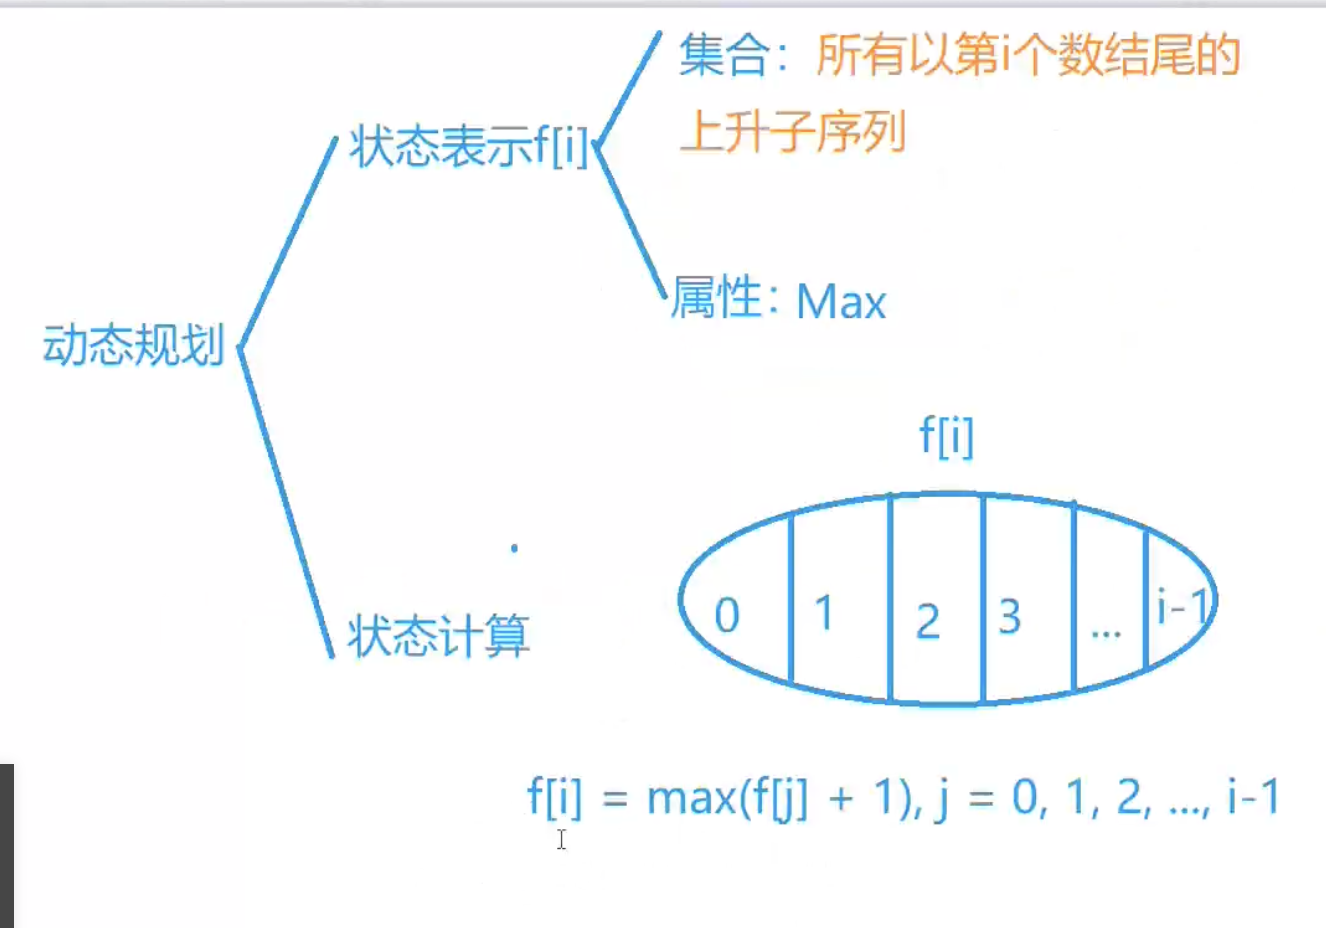 集合：所有以第i个数结尾的
上升子序列
状态表示f[i]
属性：Max
动态规划
f[i]
0 1 2 3 ... i-1
状态计算
f[i] = max(f[j] + 1), j = 0, 1, 2, ..., i-1